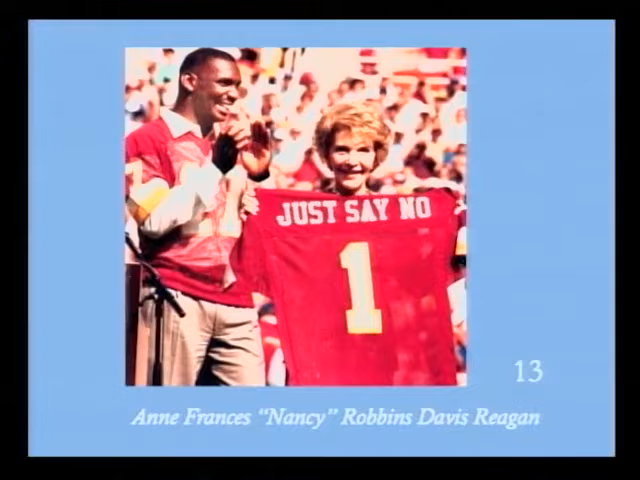 JUST SAY NO
1
13
Anne Frances “Nancy” Robbins Davis Reagan